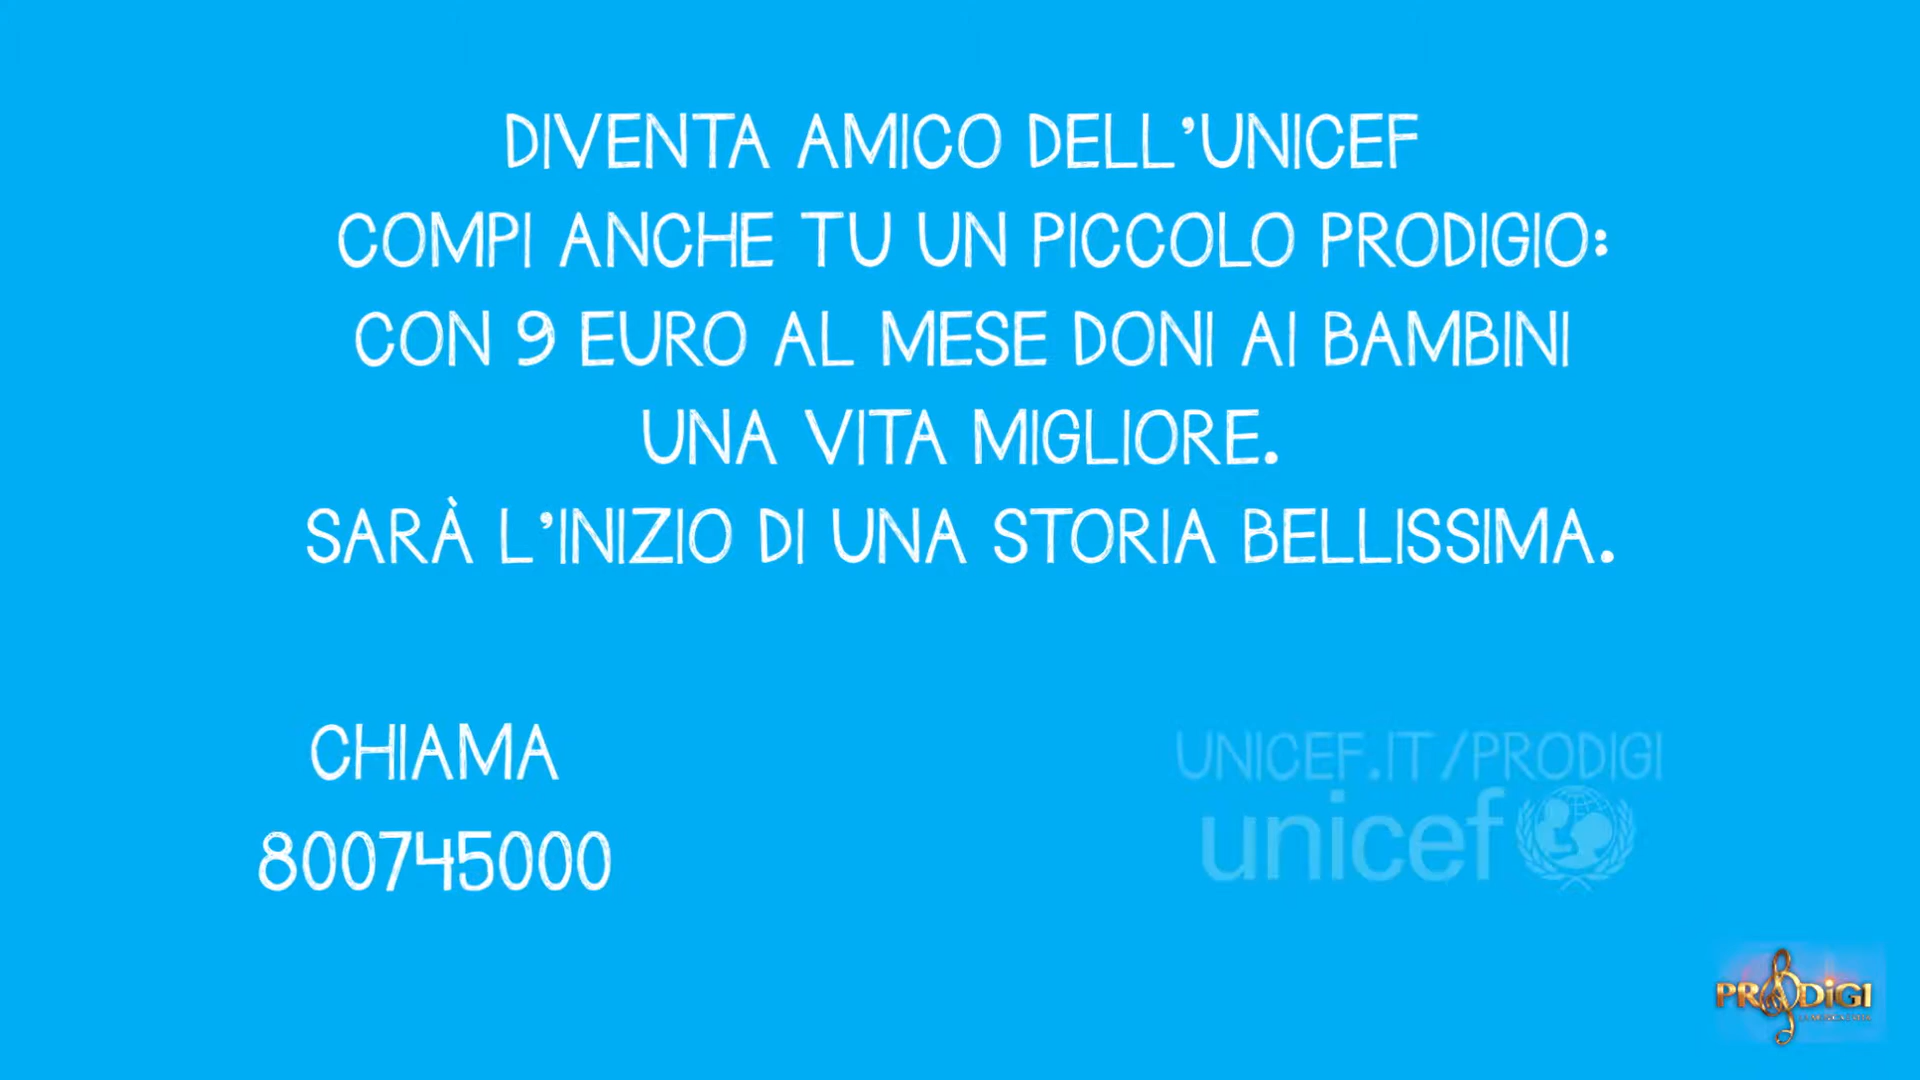 DIVENTA AMICO DELL'UNICEF
COMPI ANCHE TU UN PICCOLO PRODIGIO:
CON 9 EURO AL MESE DONI AI BAMBINI
UNA VITA MIGLIORE.
SARÀ L'INIZIO DI UNA STORIA BELLISSIMA.
CHIAMA
800745000
UNICEF.IT/PRODIGI
unicef
PRODiGI